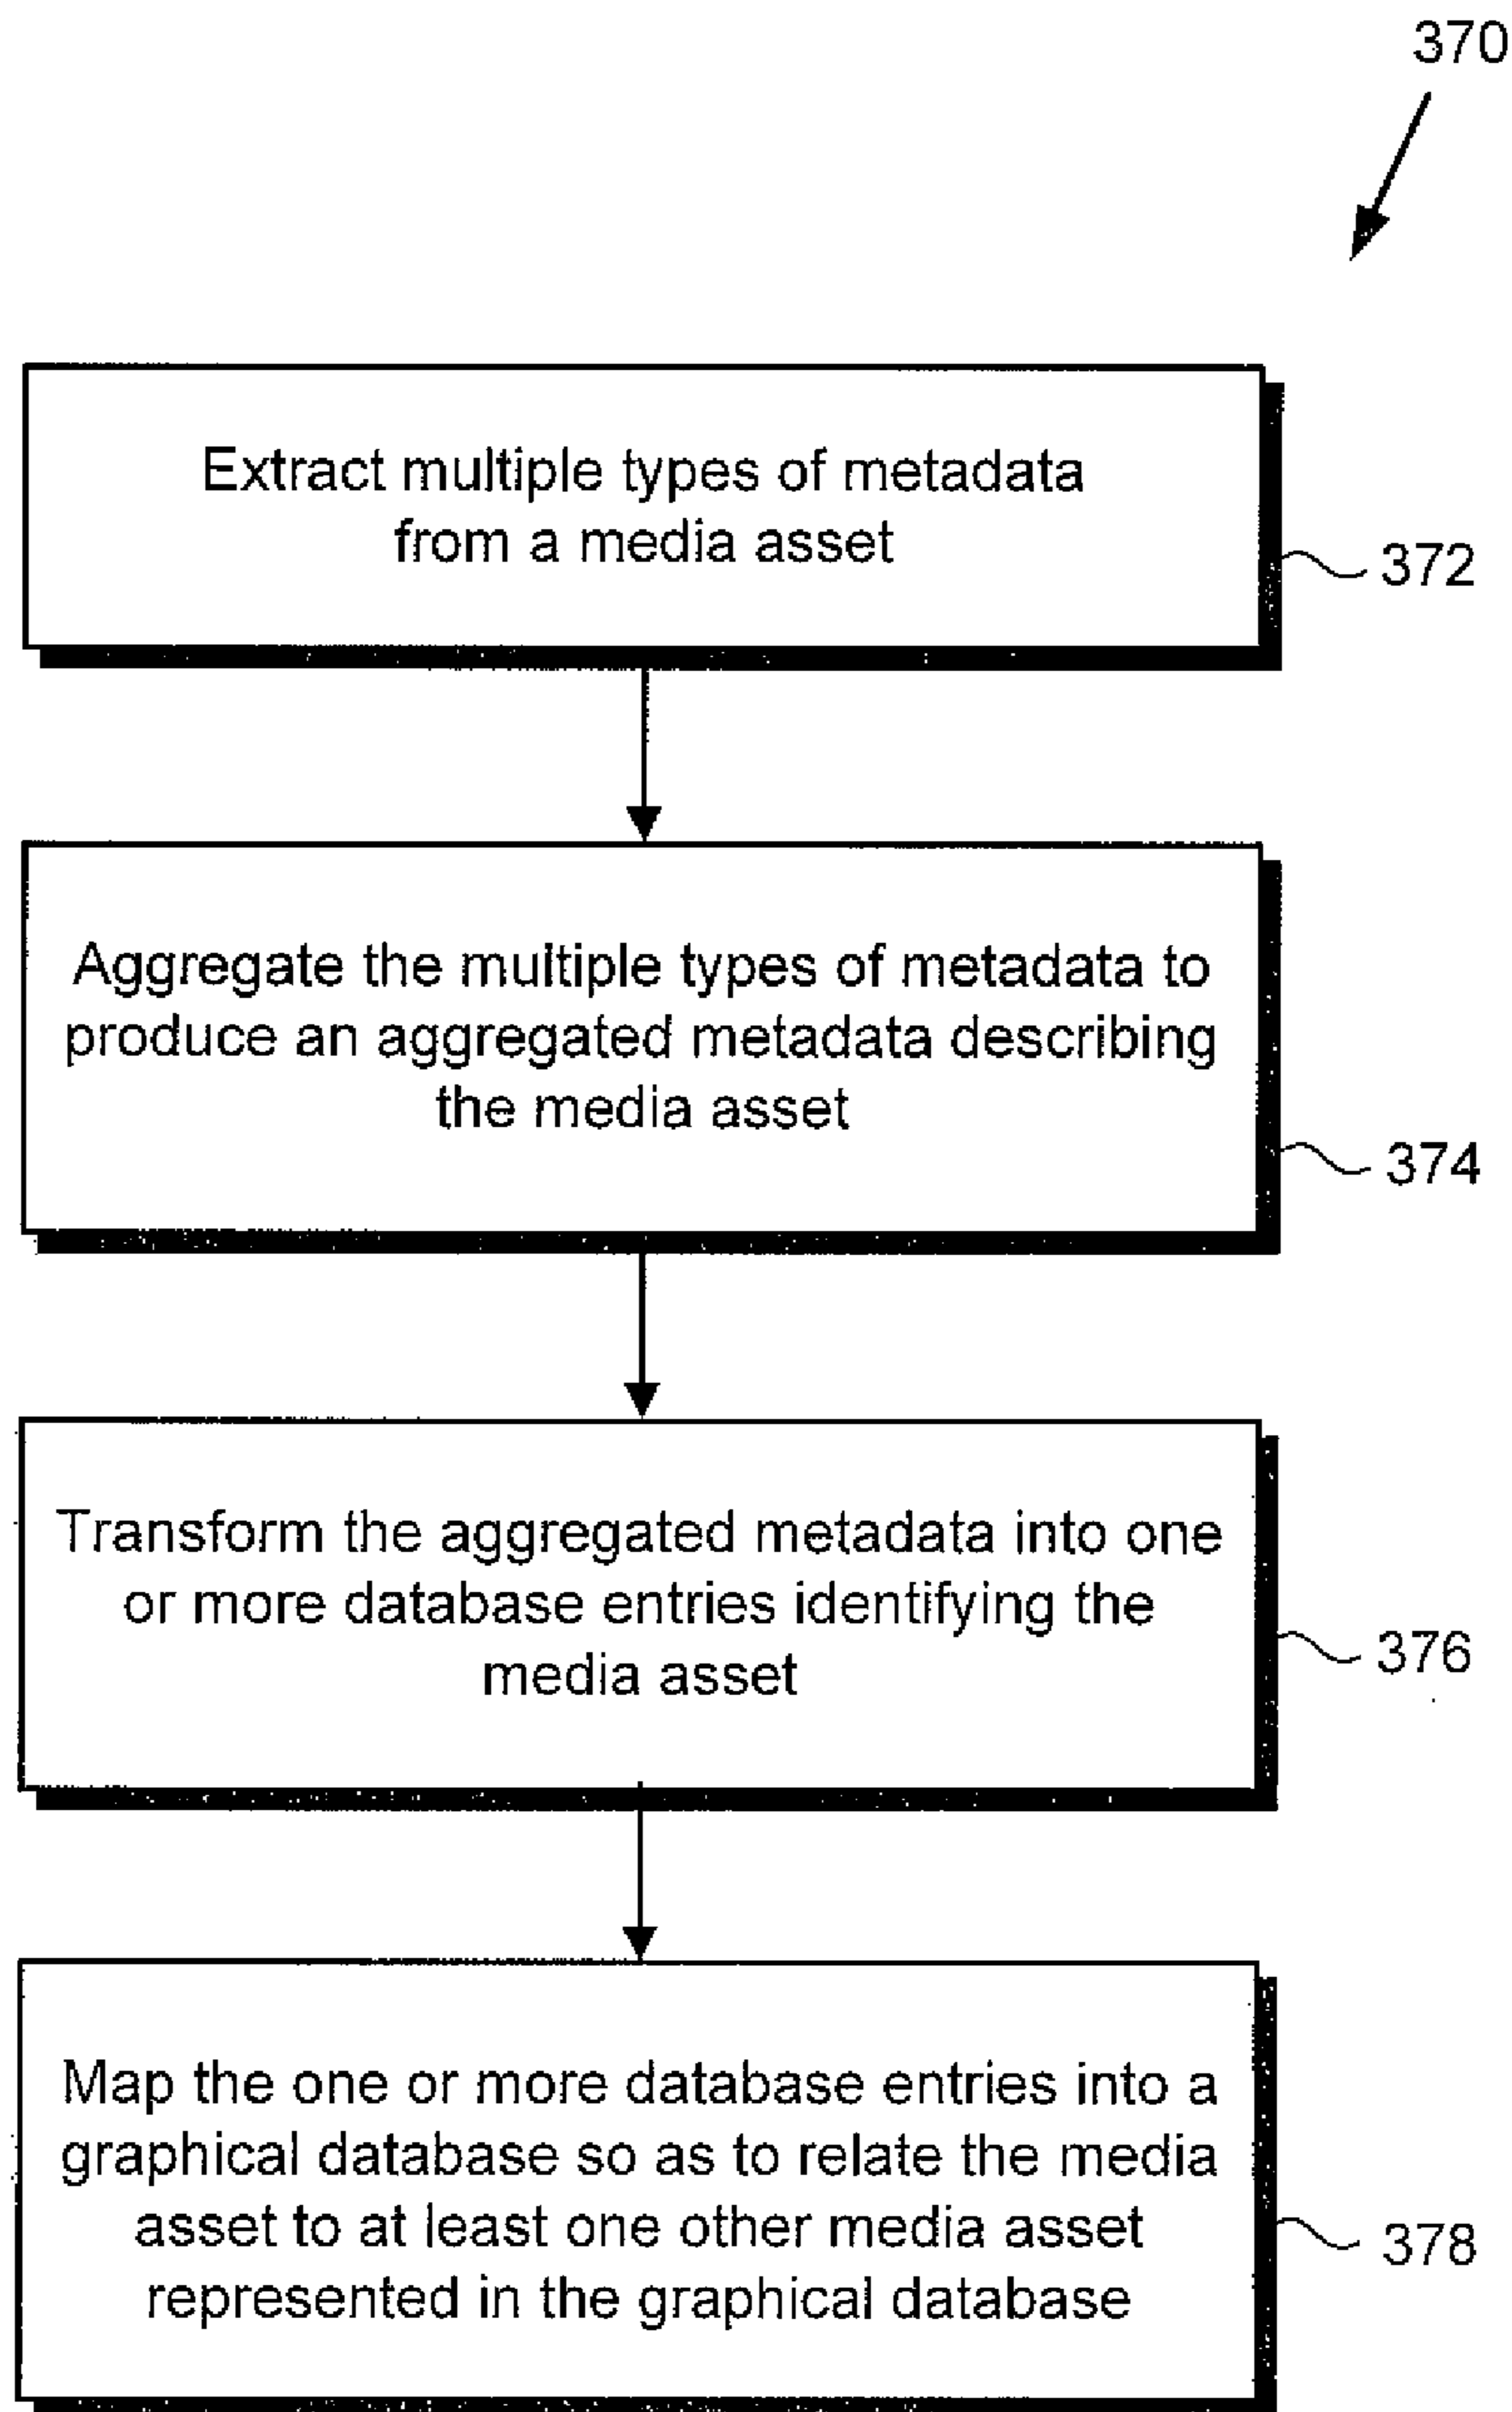 370
Extract multiple types of metadata
from a media asset
372
Aggregate the multiple types of metadata to
produce an aggregated metadata describing
the media asset
374
Transform the aggregated metadata into one
or more database entries identifying the
media asset
376
Map the one or more database entries into a
graphical database so as to relate the media
asset to at least one other media asset
represented in the graphical database
378